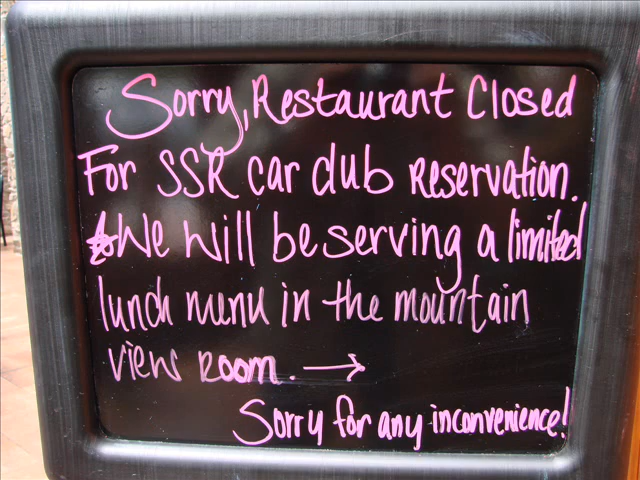 Sorry, Restaurant Closed
For SSR car club Reservation.
☆We will be serving a limited
lunch menu in the mountain
view Room. →
Sorry for any inconvenience!